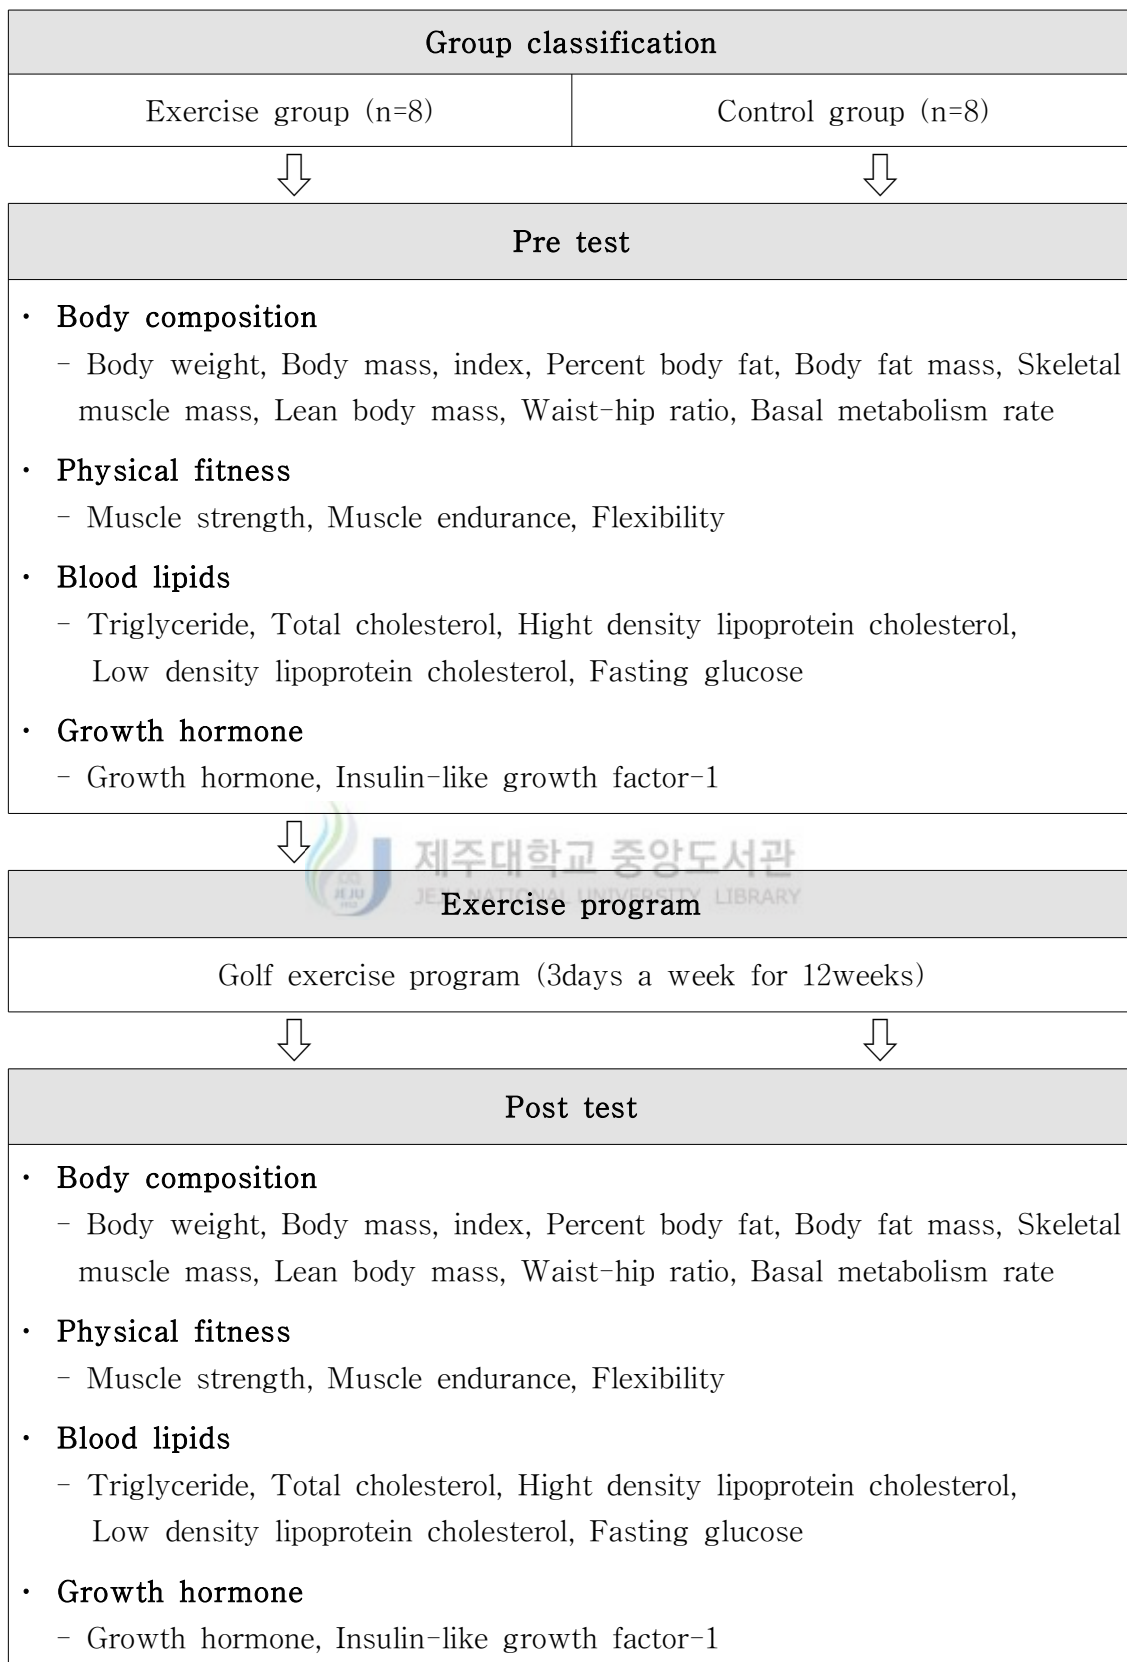 Group classification
Exercise group (n=8)
Control group (n=8)
Pre test
· Body composition
- Body weight, Body mass, index, Percent body fat, Body fat mass, Skeletal
muscle mass, Lean body mass, Waist-hip ratio, Basal metabolism rate
· Physical fitness
- Muscle strength, Muscle endurance, Flexibility
· Blood lipids
- Triglyceride, Total cholesterol, Hight density lipoprotein cholesterol,
Low density lipoprotein cholesterol, Fasting glucose
· Growth hormone
- Growth hormone, Insulin-like growth factor-1
제주대학교 중앙도서관
JEJU NATIONAL UNIVERSITY LIBRARY
JEJU
1952
Exercise program
Golf exercise program (3days a week for 12weeks)
Post test
· Body composition
- Body weight, Body mass, index, Percent body fat, Body fat mass, Skeletal
muscle mass, Lean body mass, Waist-hip ratio, Basal metabolism rate
· Physical fitness
- Muscle strength, Muscle endurance, Flexibility
· Blood lipids
- Triglyceride, Total cholesterol, Hight density lipoprotein cholesterol,
Low density lipoprotein cholesterol, Fasting glucose
· Growth hormone
- Growth hormone, Insulin-like growth factor-1